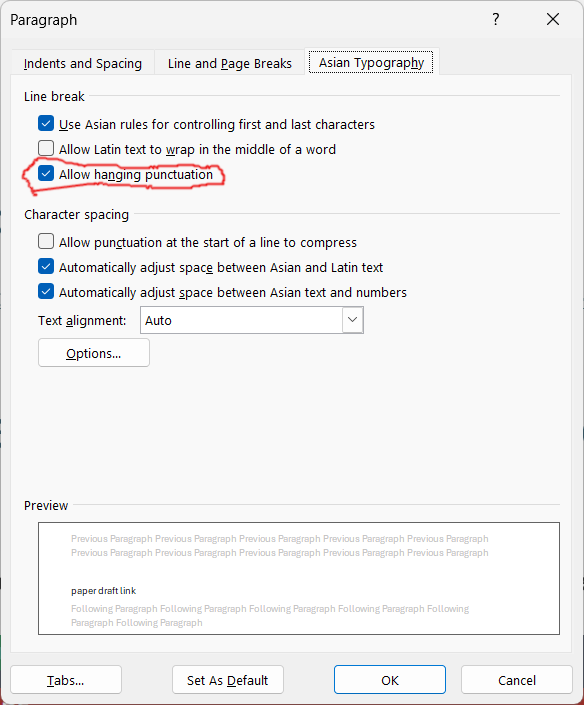 Paragraph ?
Indents and Spacing Line and Page Breaks Asian Typography
Line break
Use Asian rules for controlling first and last characters
Allow Latin text to wrap in the middle of a word
Allow hanging punctuation
Character spacing
Allow punctuation at the start of a line to compress
Automatically adjust space between Asian and Latin text
Automatically adjust space between Asian text and numbers
Text alignment: Auto
Options...
Preview
Previous Paragraph Previous Paragraph Previous Paragraph Previous Paragraph Previous Paragraph
Previous Paragraph Previous Paragraph Previous Paragraph Previous Paragraph Previous Paragraph
paper draft link
Following Paragraph Following Paragraph Following Paragraph Following Paragraph Following
Paragraph Following Paragraph
Tabs... Set As Default OK Cancel